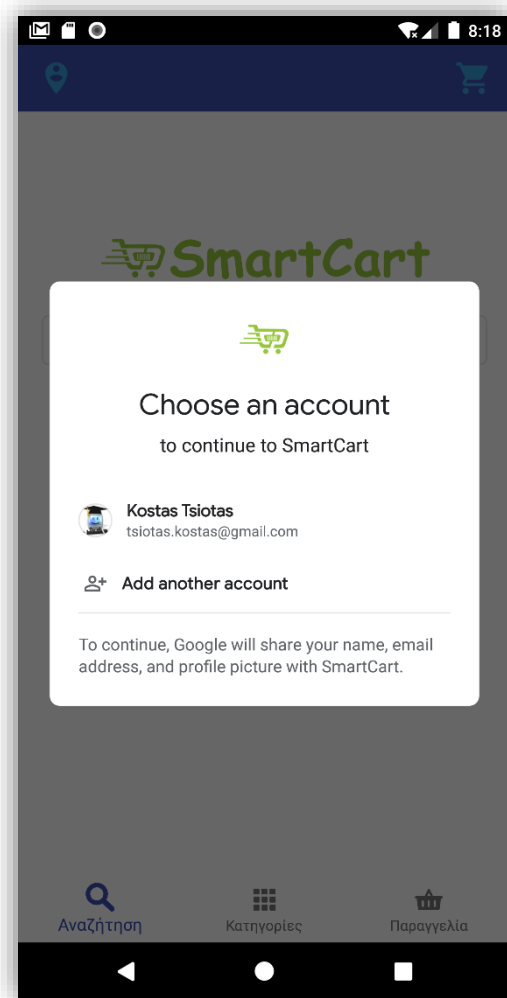 8:18
SmartCart
Choose an account
to continue to SmartCart
Kostas Tsiotas
tsiotas.kostas@gmail.com
Add another account
To continue, Google will share your name, email
address, and profile picture with SmartCart.
Αναζήτηση
Κατηγορίες
Παραγγελία